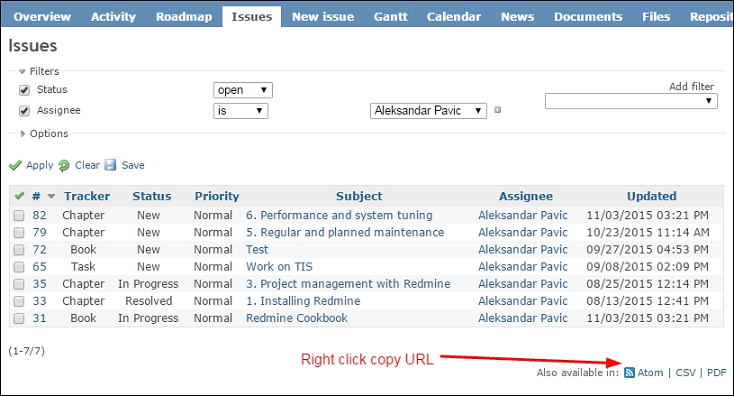 Overview Activity Roadmap Issues New issue Gantt Calendar News Documents Files Reposit
Issues
Filters
Status open Add filter
Assignee is Aleksandar Pavic
Options
Apply Clear Save
# Tracker Status Priority Subject Assignee Updated
82 Chapter New Normal 6. Performance and system tuning Aleksandar Pavic 11/03/2015 03:21 PM
79 Chapter New Normal 5. Regular and planned maintenance Aleksandar Pavic 10/23/2015 11:14 AM
72 Book New Normal Test Aleksandar Pavic 09/27/2015 04:53 PM
65 Task New Normal Work on TIS Aleksandar Pavic 09/08/2015 02:09 PM
35 Chapter In Progress Normal 3. Project management with Redmine Aleksandar Pavic 08/25/2015 12:14 PM
33 Chapter Resolved Normal 1. Installing Redmine Aleksandar Pavic 08/13/2015 12:41 PM
31 Book In Progress Normal Redmine Cookbook Aleksandar Pavic 11/03/2015 03:21 PM
(1-7/7)
Right click copy URL
Also available in: Atom | CSV | PDF